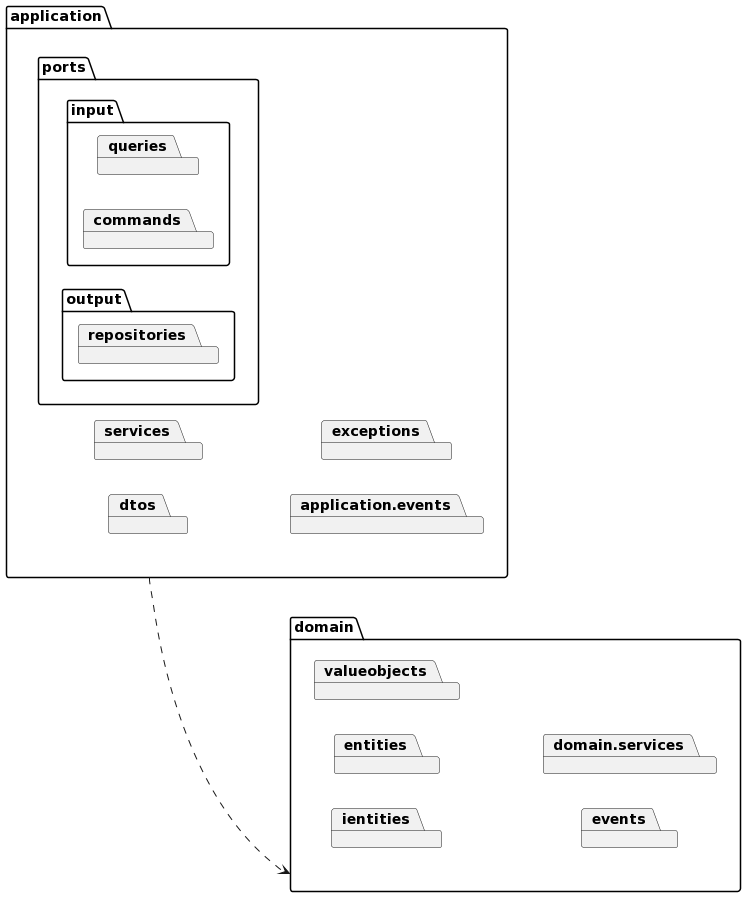 application
ports
input
queries
commands
output
repositories
services
exceptions
dtos
application.events
domain
valueobjects
entities
domain.services
ientities
events